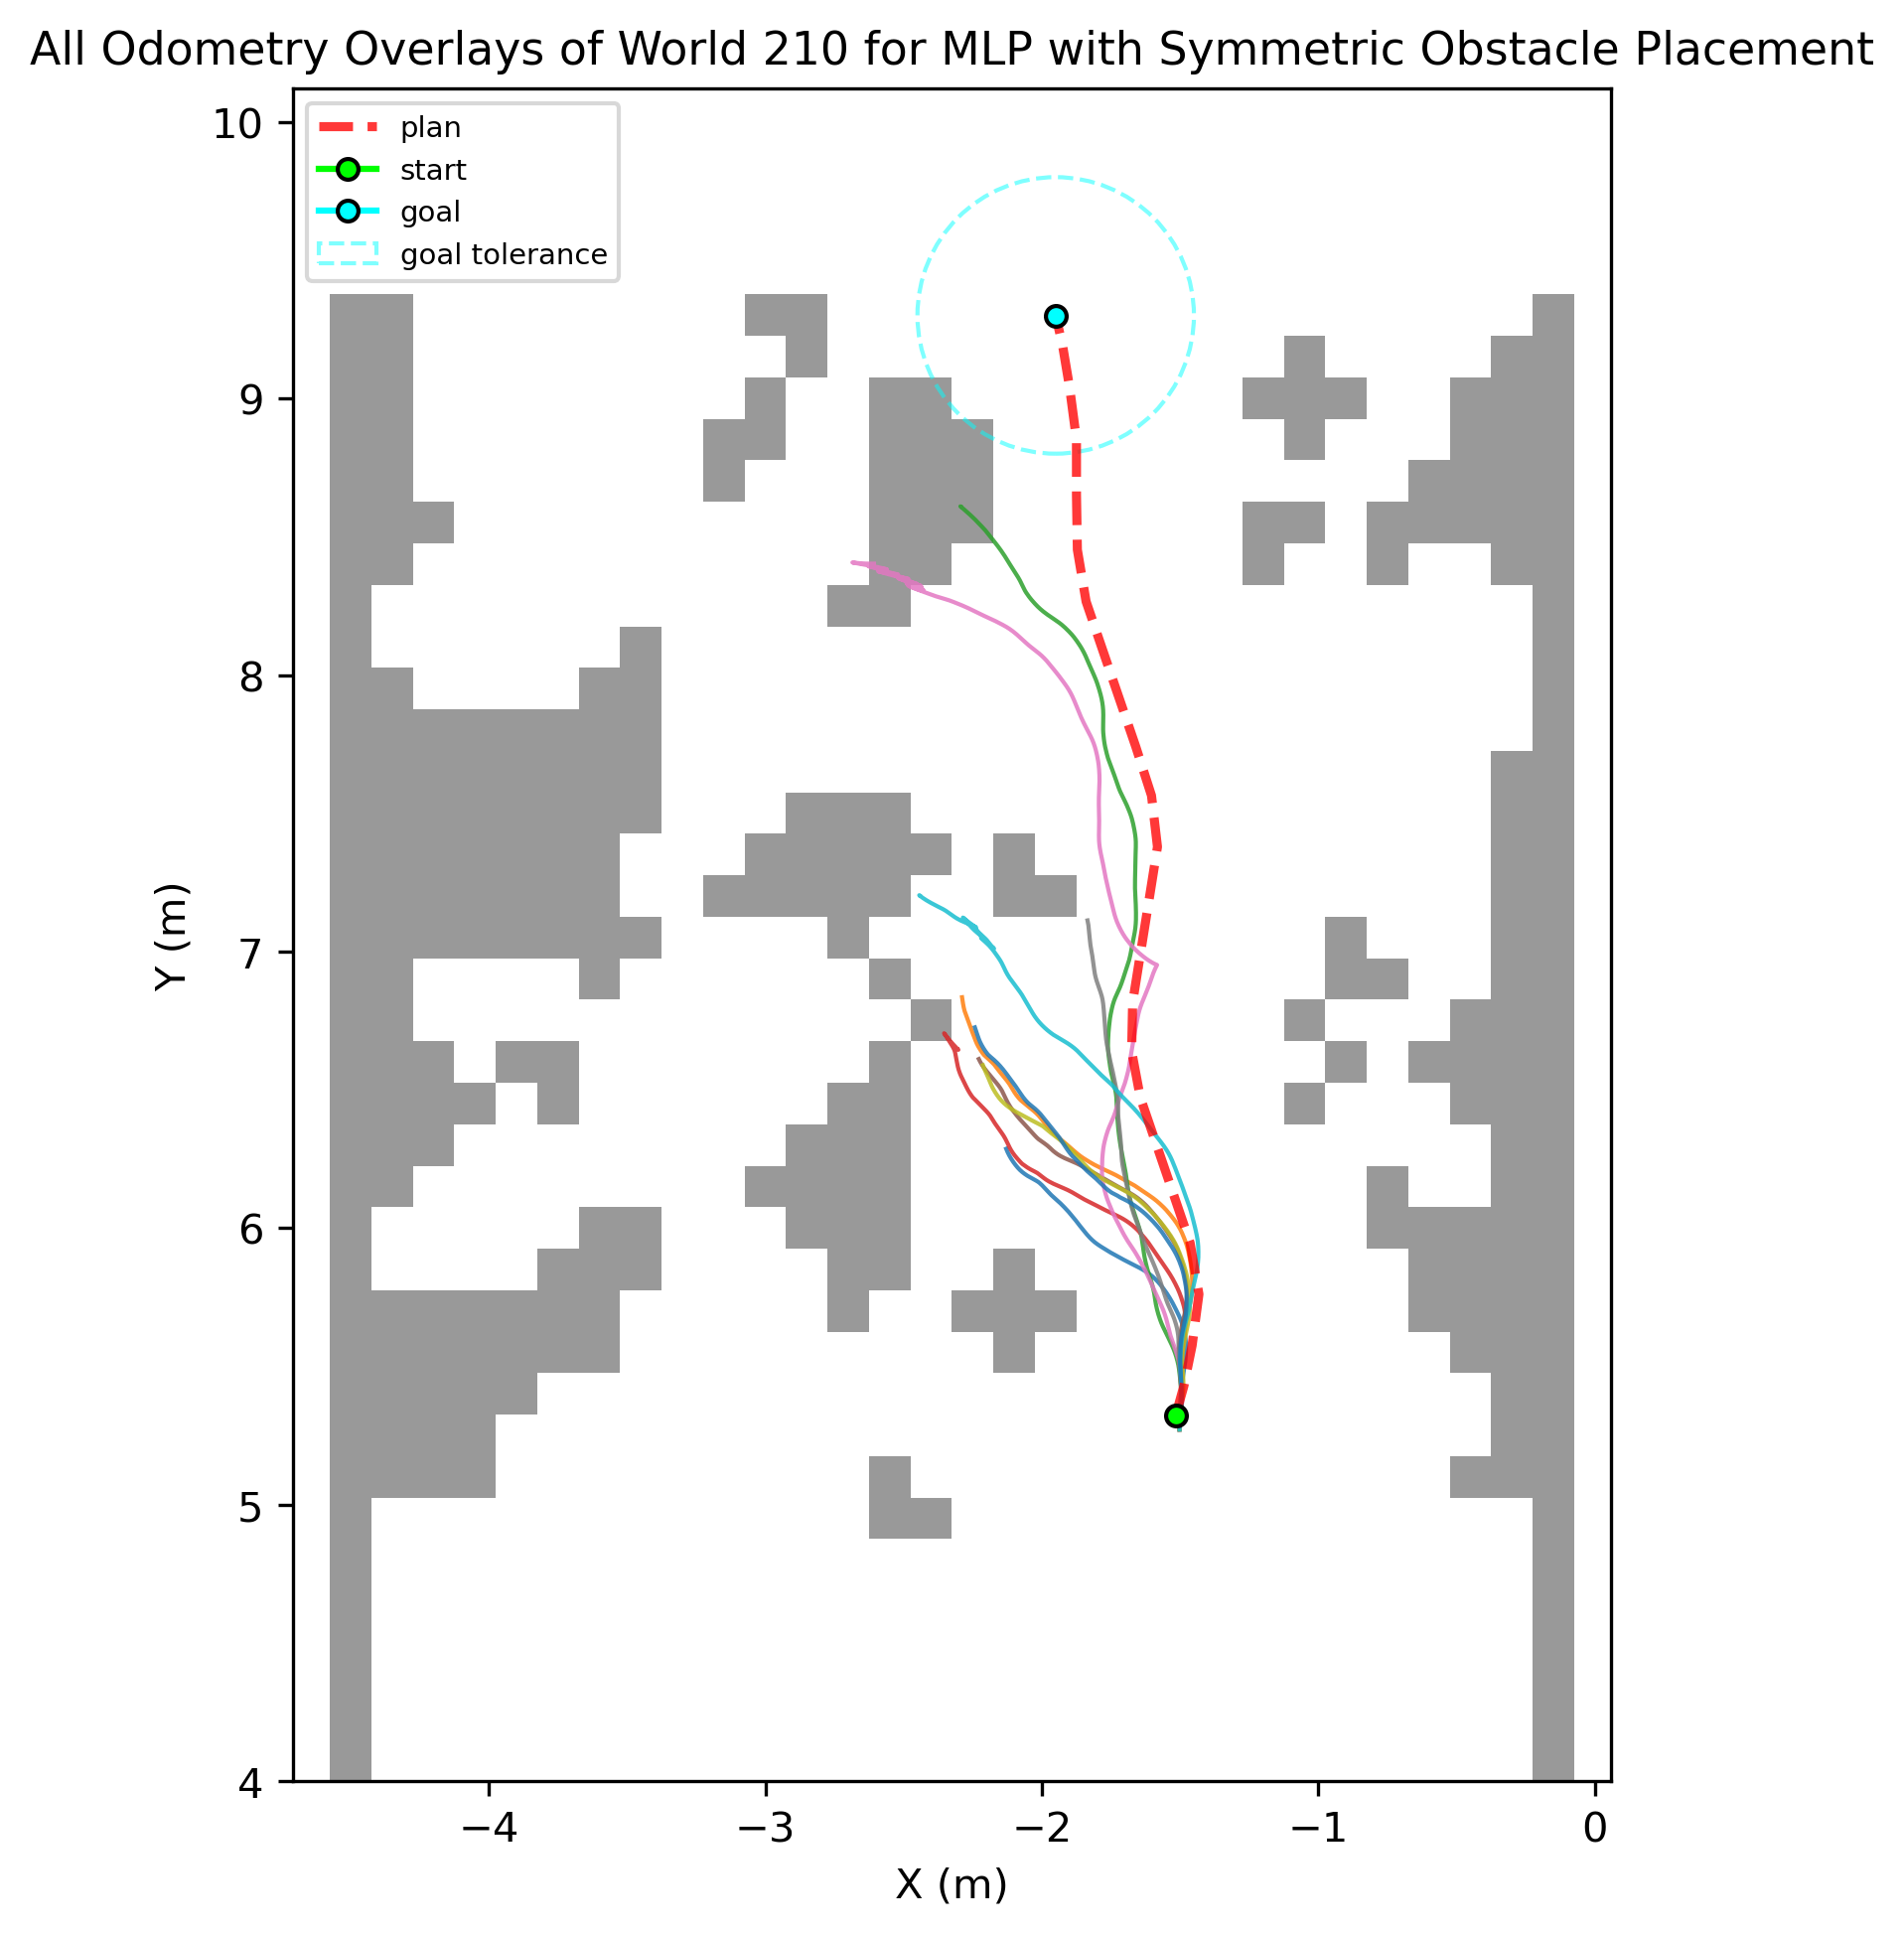 All Odometry Overlays of World 210 for MLP with Symmetric Obstacle Placement
plan
start
goal
goal tolerance
10
9
8
7
6
5
4
Y (m)
−4
−3
−2
−1
0
X (m)